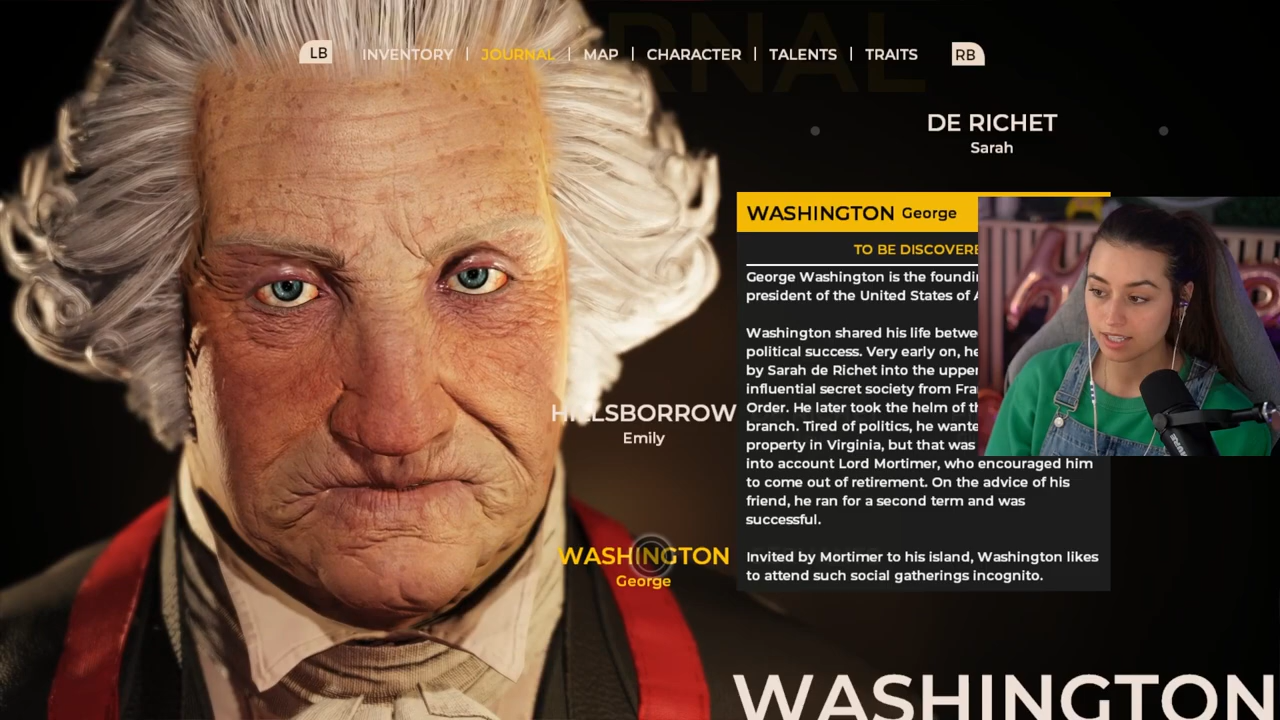 LB INVENTORY | JOURNAL | MAP | CHARACTER | TALENTS | TRAITS RB
DE RICHET
Sarah
WASHINGTON George
TO BE DISCOVERE
George Washington is the foundin
president of the United States of A
Washington shared his life betwe
political success. Very early on, he
by Sarah de Richet into the upper
influential secret society from Fra
Order. He later took the helm of th
branch. Tired of politics, he wante
property in Virginia, but that was
into account Lord Mortimer, who encouraged him
to come out of retirement. On the advice of his
friend, he ran for a second term and was
successful.
Invited by Mortimer to his island, Washington likes
to attend such social gatherings incognito.
HILLSBORROW
Emily
WASHINGTON
George
WASHINGTON